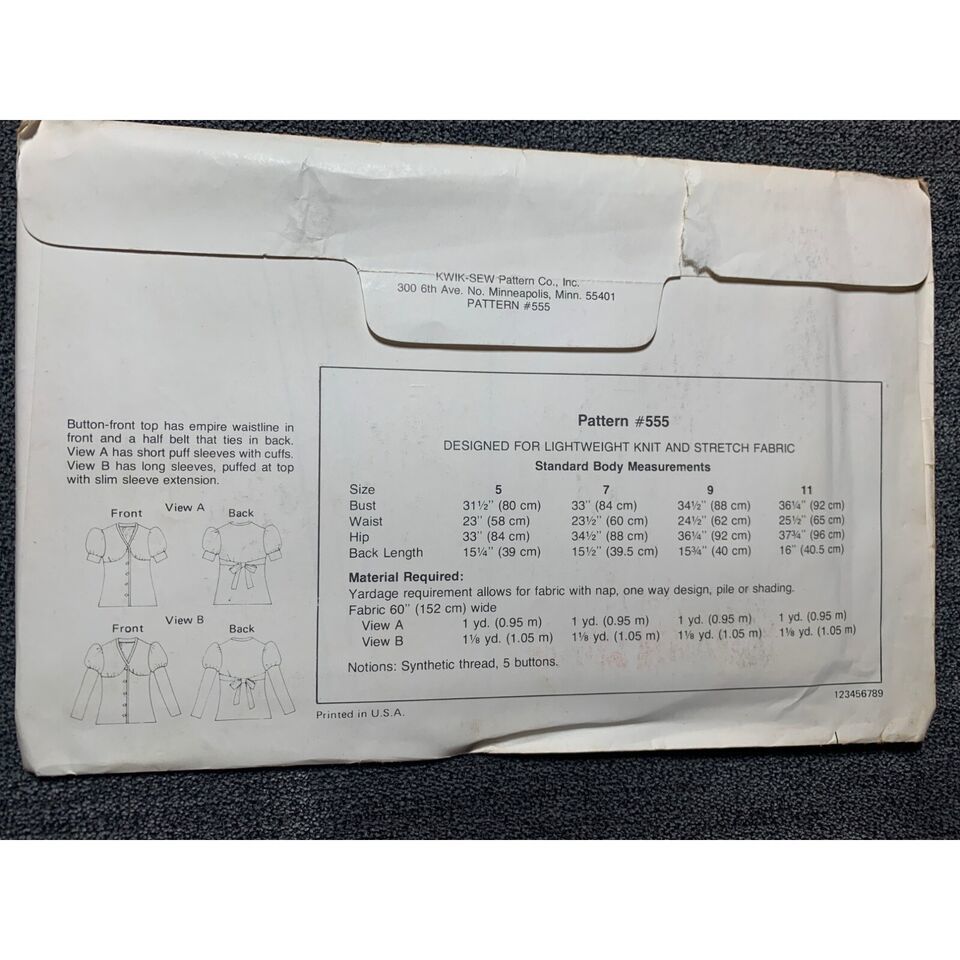 KWIK-SEW Pattern Co., Inc.
300 6th Ave. No. Minneapolis, Minn. 55401
PATTERN #555
Button-front top has empire waistline in
front and a half belt that ties in back.
View A has short puff sleeves with cuffs.
View B has long sleeves, puffed at top
with slim sleeve extension.
Front View A Back
Front View B Back
Pattern #555
DESIGNED FOR LIGHTWEIGHT KNIT AND STRETCH FABRIC
Standard Body Measurements
Size 5 7 9 11
Bust 31½" (80 cm) 33" (84 cm) 34½" (88 cm) 36¼" (92 cm)
Waist 23" (58 cm) 23½" (60 cm) 24½" (62 cm) 25½" (65 cm)
Hip 33" (84 cm) 34½" (88 cm) 36¼" (92 cm) 37¾" (96 cm)
Back Length 15¼" (39 cm) 15½" (39.5 cm) 15¾" (40 cm) 16" (40.5 cm)
Material Required:
Yardage requirement allows for fabric with nap, one way design, pile or shading.
Fabric 60" (152 cm) wide
View A 1 yd. (0.95 m) 1 yd. (0.95 m) 1 yd. (0.95 m) 1 yd. (0.95 m)
View B 1⅛ yd. (1.05 m) 1⅛ yd. (1.05 m) 1⅛ yd. (1.05 m) 1⅛ yd. (1.05 m)
Notions: Synthetic thread, 5 buttons.
123456789
Printed in U.S.A.